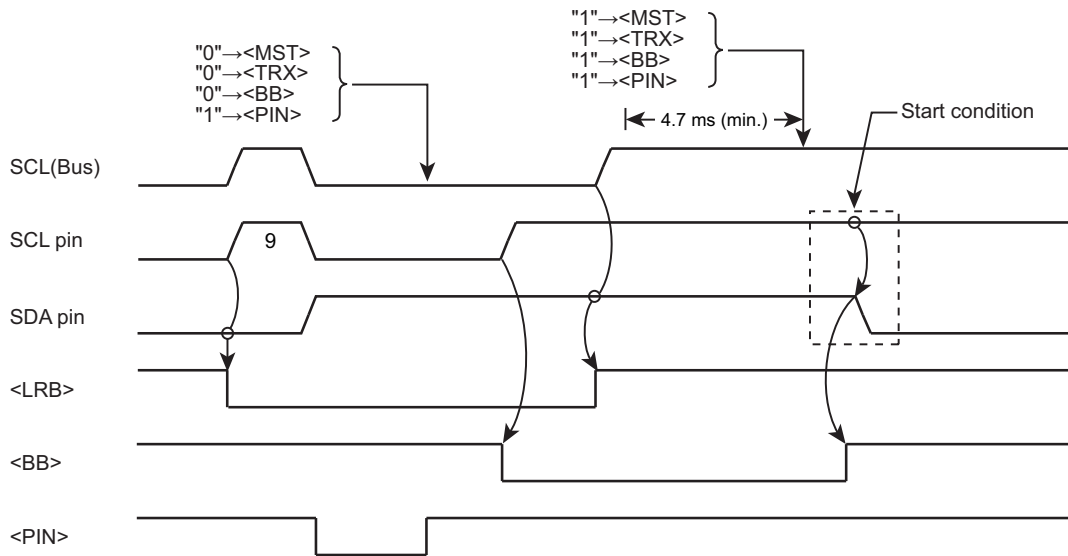 "0"→<MST>
"0"→<TRX>
"0"→<BB>
"1"→<PIN>
"1"→<MST>
"1"→<TRX>
"1"→<BB>
"1"→<PIN>
4.7 ms (min.)
Start condition
SCL(Bus)
SCL pin
9
SDA pin
<LRB>
<BB>
<PIN>